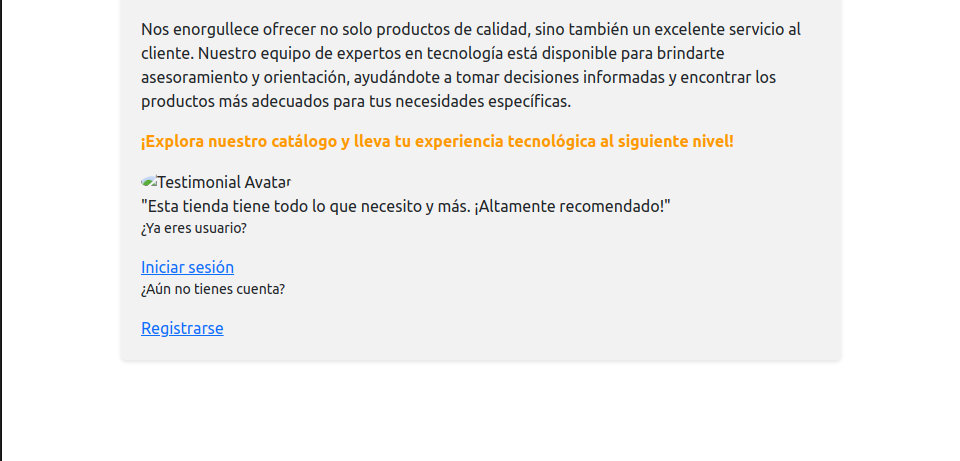 Nos enorgullece ofrecer no solo productos de calidad, sino también un excelente servicio al
cliente. Nuestro equipo de expertos en tecnología está disponible para brindarte
asesoramiento y orientación, ayudándote a tomar decisiones informadas y encontrar los
productos más adecuados para tus necesidades específicas.
¡Explora nuestro catálogo y lleva tu experiencia tecnológica al siguiente nivel!
Testimonial Avatar
"Esta tienda tiene todo lo que necesito y más. ¡Altamente recomendado!"
¿Ya eres usuario?
Iniciar sesión
¿Aún no tienes cuenta?
Registrarse